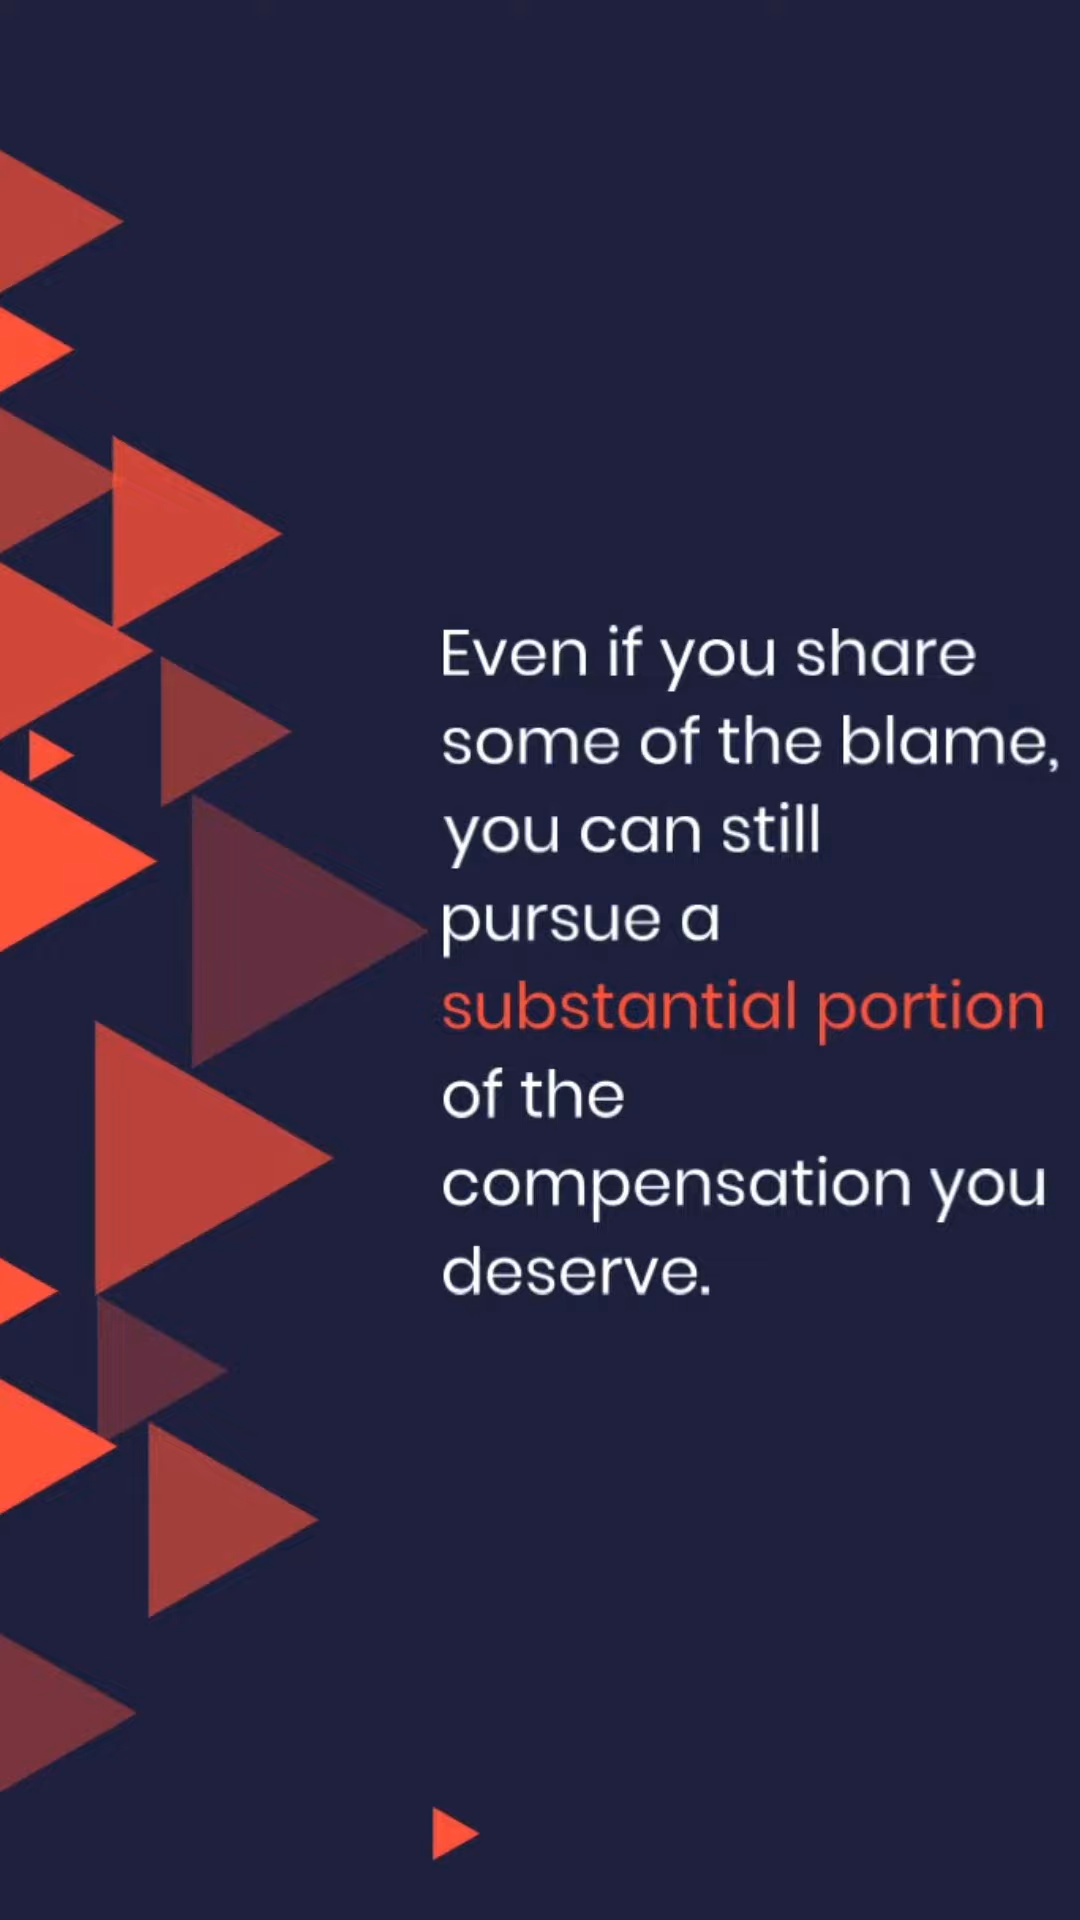 Even if you share
some of the blame,
you can still
pursue a
substantial portion
of the
compensation you
deserve.